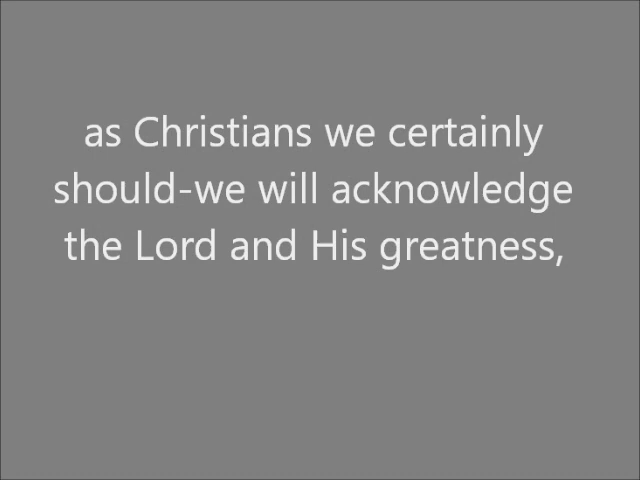 as Christians we certainly
should-we will acknowledge
the Lord and His greatness,